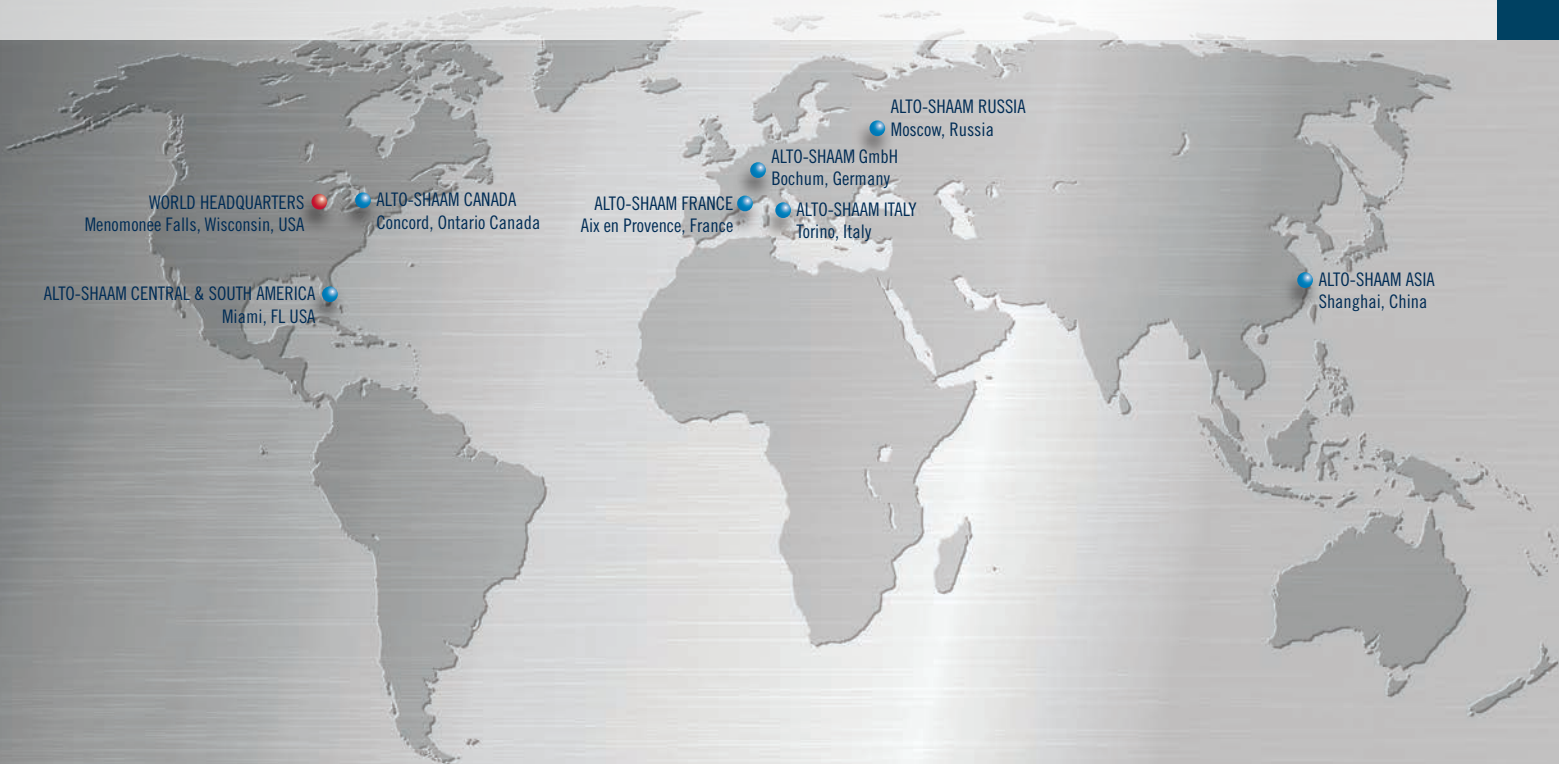 ALTO-SHAAM RUSSIA
Moscow, Russia
ALTO-SHAAM GmbH
Bochum, Germany
WORLD HEADQUARTERS
Menomonee Falls, Wisconsin, USA
ALTO-SHAAM CANADA
Concord, Ontario Canada
ALTO-SHAAM FRANCE
Aix en Provence, France
ALTO-SHAAM ITALY
Torino, Italy
ALTO-SHAAM CENTRAL & SOUTH AMERICA
Miami, FL USA
ALTO-SHAAM ASIA
Shanghai, China